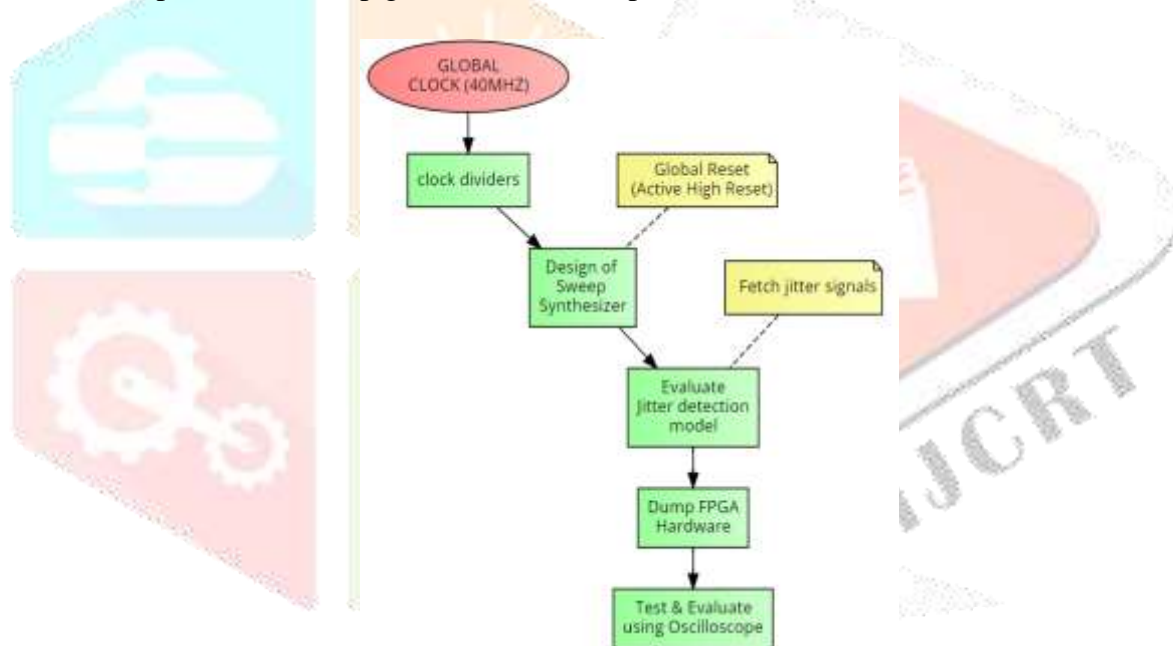 GLOBAL
CLOCK (40MHZ)
clock dividers
Global Reset
(Active High Reset)
Design of
Sweep
Synthesizer
Fetch jitter signals
Evaluate
Jitter detection
model
Dump FPGA
Hardware
Test & Evaluate
using Oscilloscope
IJCRT